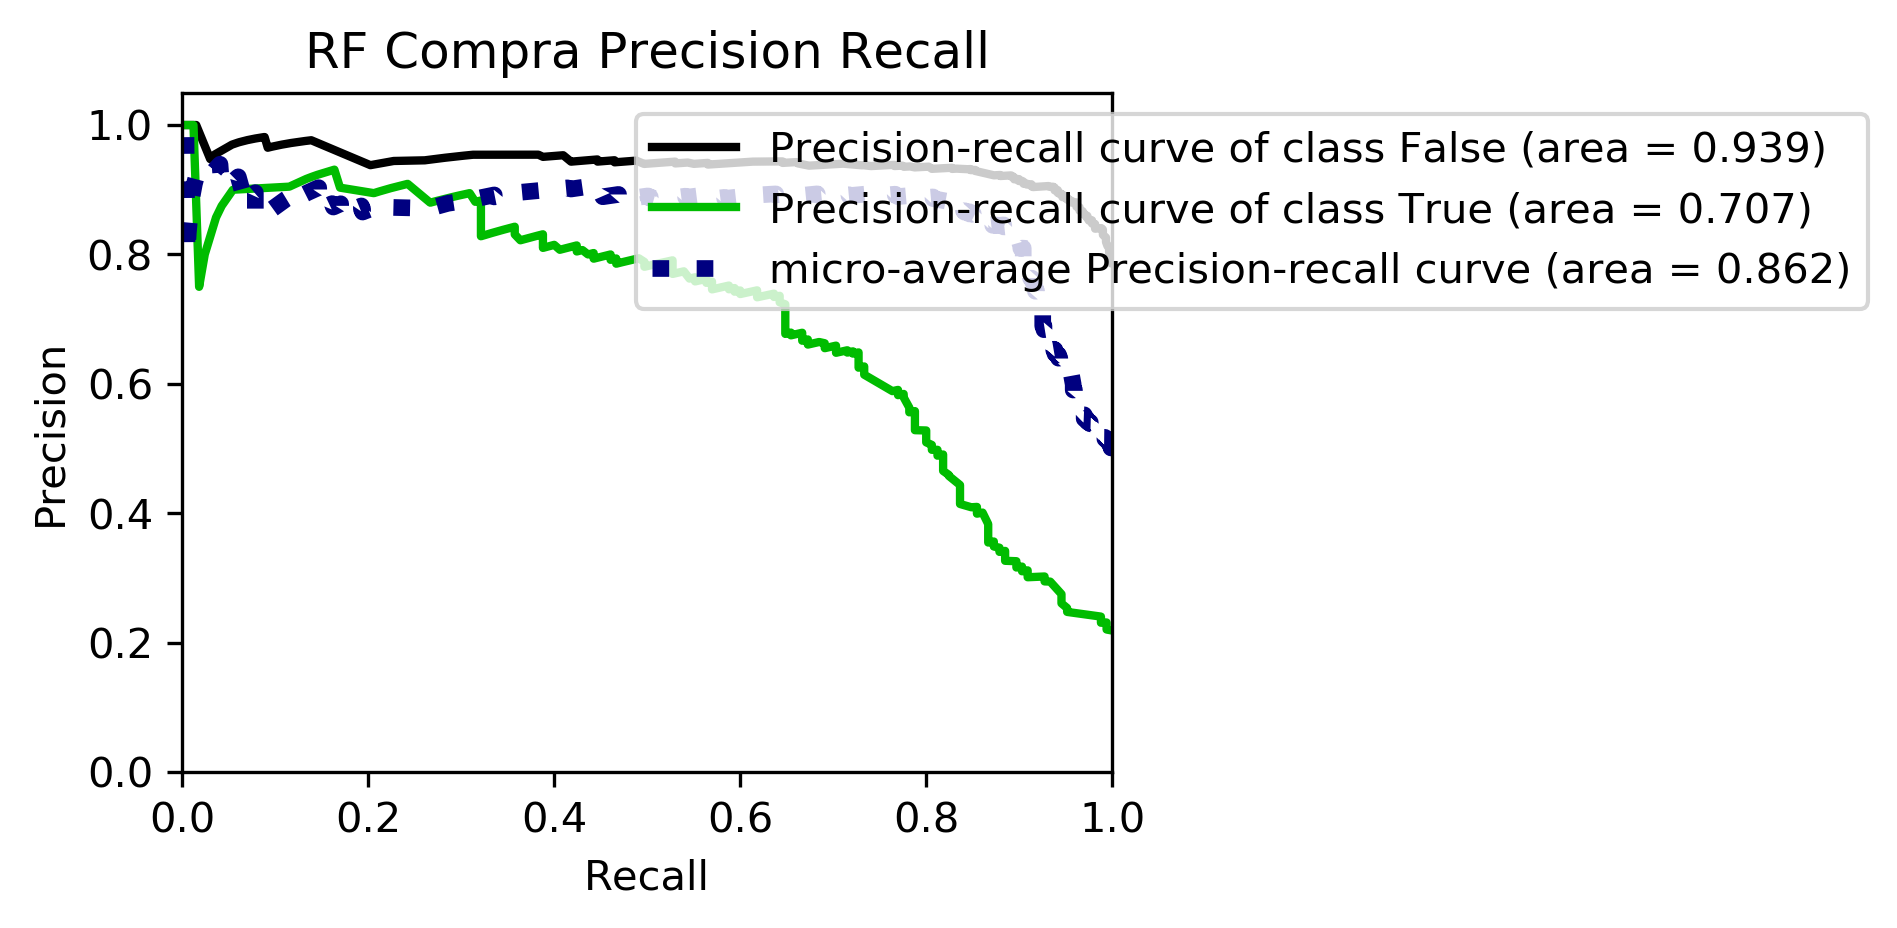 RF Compra Precision Recall
Precision-recall curve of class False (area = 0.939)
Precision-recall curve of class True (area = 0.707)
micro-average Precision-recall curve (area = 0.862)
Precision
1.0
0.8
0.6
0.4
0.2
0.0
0.0 0.2 0.4 0.6 0.8 1.0
Recall